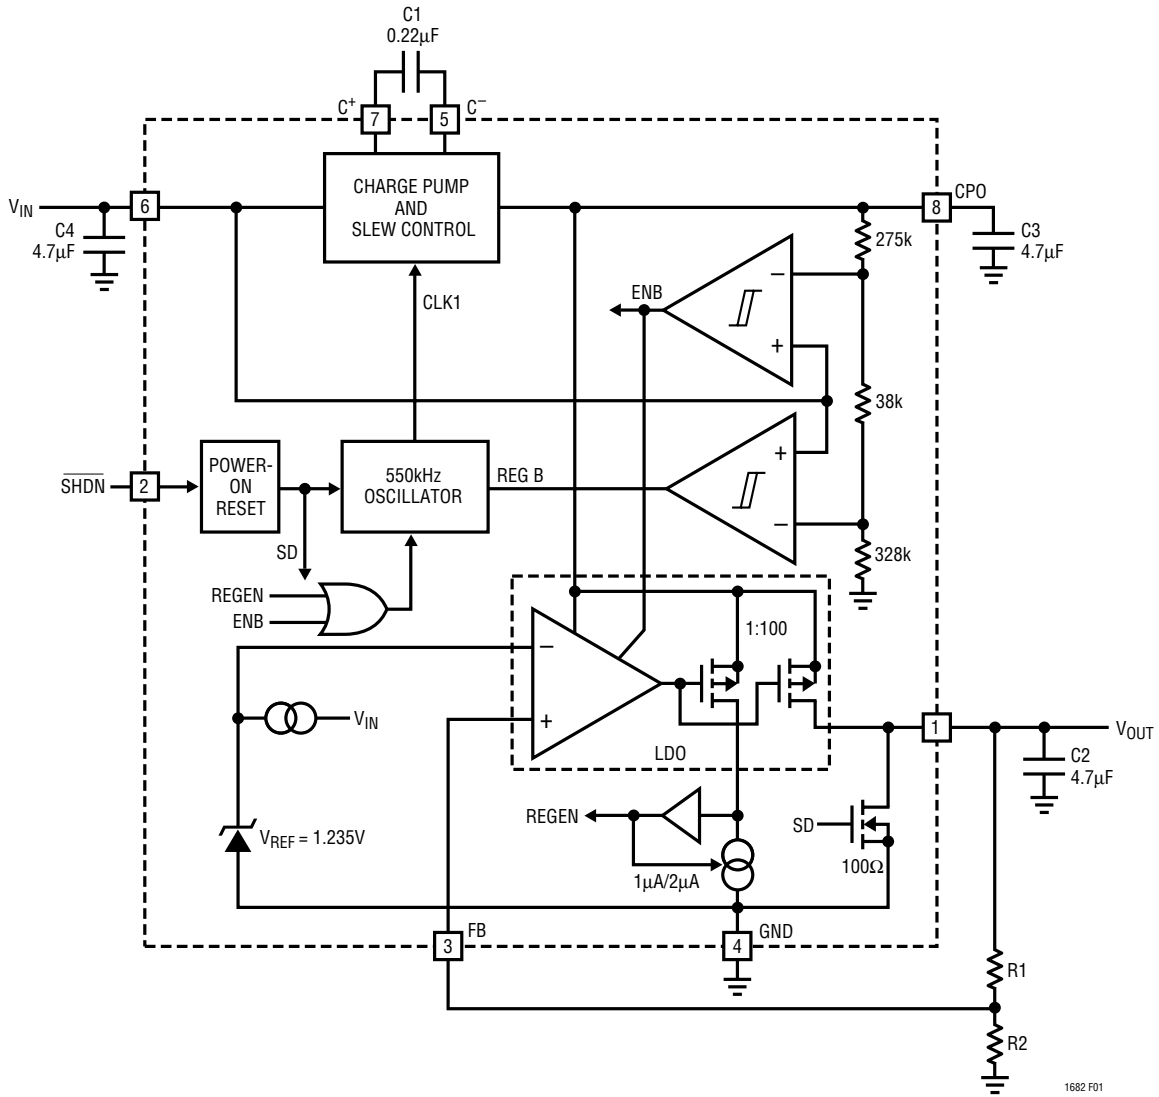 C1
0.22µF
C+
C−
7
5
CHARGE PUMP
AND
SLEW CONTROL
VIN
6
C4
4.7µF
8
CPO
C3
4.7µF
275k
ENB
−
+
CLK1
38k
SHDN
2
POWER-
ON
RESET
550kHz
OSCILLATOR
REG B
+
−
SD
328k
REGEN
ENB
1:100
−
+
LDO
VIN
1
VOUT
C2
4.7µF
REGEN
SD
VREF = 1.235V
1µA/2µA
100Ω
3
FB
4
GND
R1
R2
1682 F01